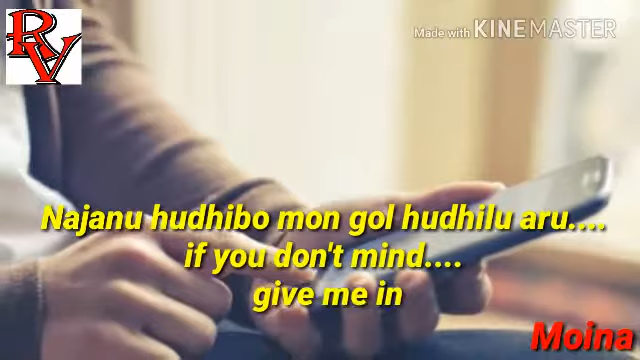 RV
Made with KINEMASTER
Najanu hudhibo mon gol hudhilu aru....
if you don't mind....
give me in
Moina